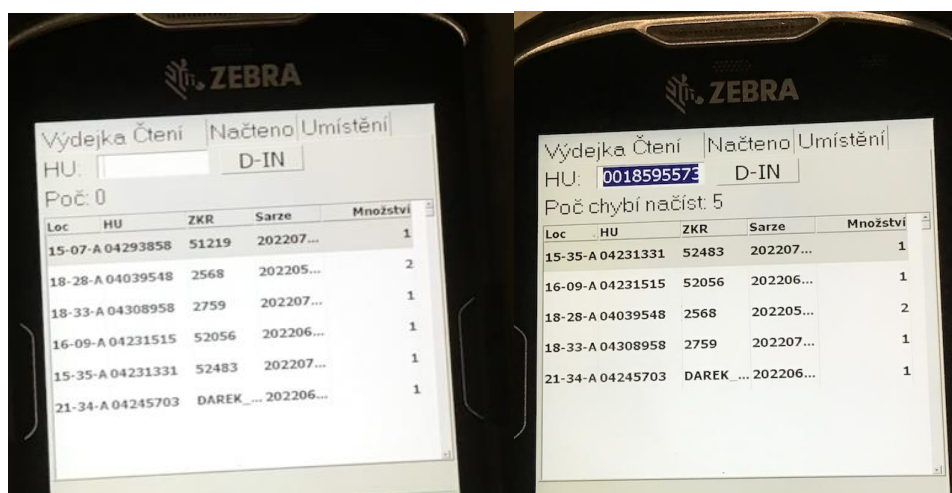 ZEBRA
Výdejka Čtení Načteno Umístění
HU: D-IN
Poč: 0
Loc HU ZKR Sarze Množství
15-07-A 04293858 51219 202207... 1
18-28-A 04039548 2568 202205... 2
18-33-A 04308958 2759 202207... 1
16-09-A 04231515 52056 202206... 1
15-35-A 04231331 52483 202207... 1
21-34-A 04245703 DAREK_... 202206... 1
ZEBRA
Výdejka Čtení Načteno Umístění
HU: 0018595573 D-IN
Poč chybí načíst: 5
Loc HU ZKR Sarze Množství
15-35-A 04231331 52483 202207... 1
16-09-A 04231515 52056 202206... 1
18-28-A 04039548 2568 202205... 2
18-33-A 04308958 2759 202207... 1
21-34-A 04245703 DAREK_... 202206... 1